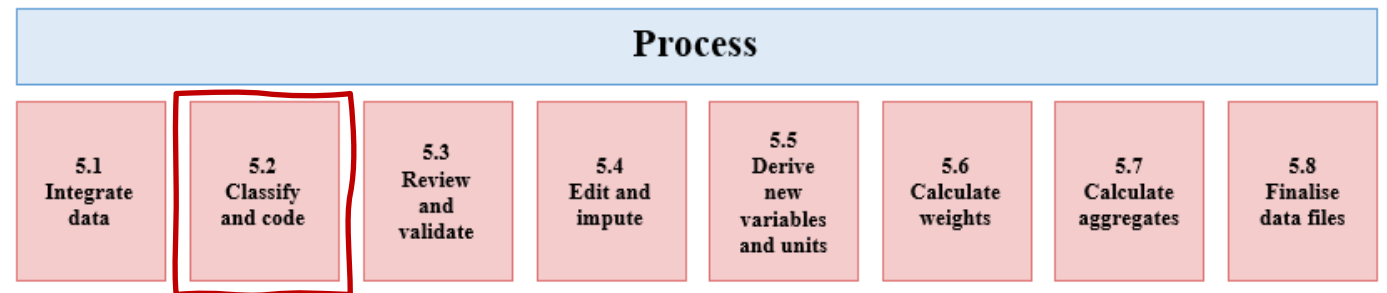 Process
5.1
Integrate
data
5.2
Classify
and code
5.3
Review
and
validate
5.4
Edit and
impute
5.5
Derive
new
variables
and units
5.6
Calculate
weights
5.7
Calculate
aggregates
5.8
Finalise
data files